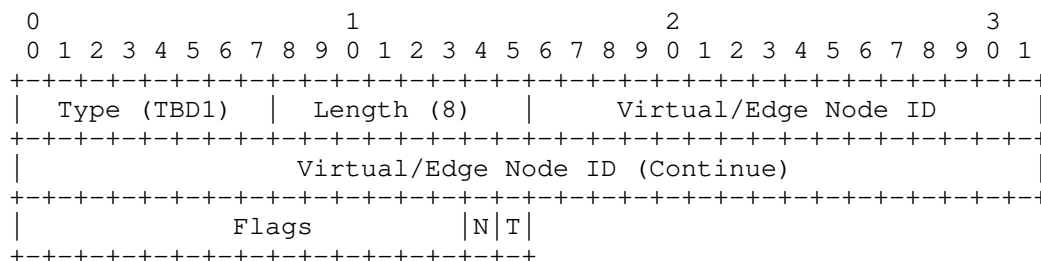 0                   1                   2                   3
 0 1 2 3 4 5 6 7 8 9 0 1 2 3 4 5 6 7 8 9 0 1 2 3 4 5 6 7 8 9 0 1
+-+-+-+-+-+-+-+-+-+-+-+-+-+-+-+-+-+-+-+-+-+-+-+-+-+-+-+-+-+-+-+-+
|  Type (TBD1)  |  Length (8)   |     Virtual/Edge Node ID      |
+-+-+-+-+-+-+-+-+-+-+-+-+-+-+-+-+-+-+-+-+-+-+-+-+-+-+-+-+-+-+-+-+
|                 Virtual/Edge Node ID (Continue)               |
+-+-+-+-+-+-+-+-+-+-+-+-+-+-+-+-+-+-+-+-+-+-+-+-+-+-+-+-+-+-+-+-+
|             Flags         |N|T|
+-+-+-+-+-+-+-+-+-+-+-+-+-+-+-+-+